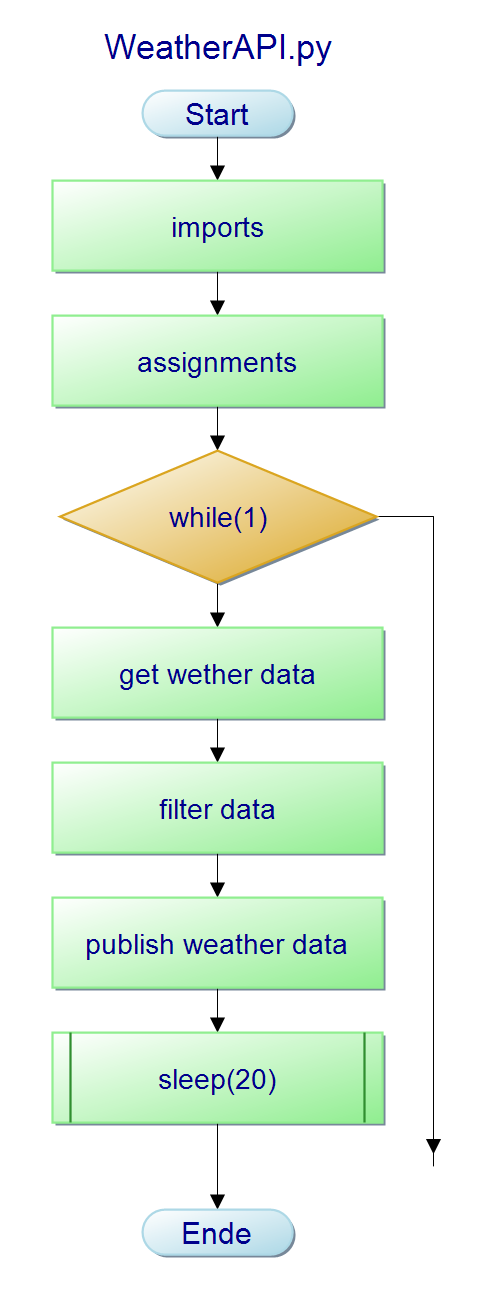 WeatherAPI.py
Start
imports
assignments
while(1)
get wether data
filter data
publish weather data
sleep(20)
Ende